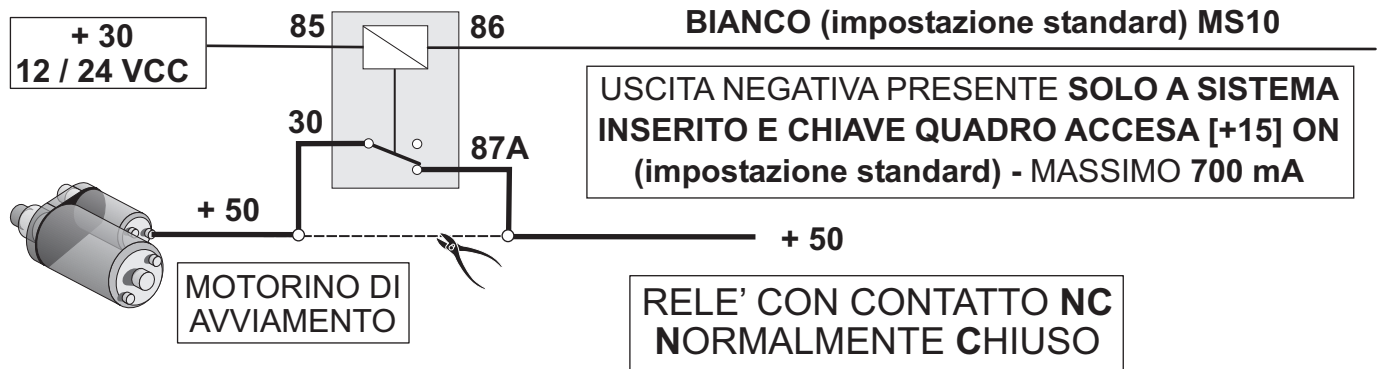 + 30
12 / 24 VCC
85
86
BIANCO (impostazione standard) MS10
USCITA NEGATIVA PRESENTE SOLO A SISTEMA
INSERITO E CHIAVE QUADRO ACCESA [+15] ON
(impostazione standard) - MASSIMO 700 mA
30
87A
+ 50
+ 50
MOTORINO DI
AVVIAMENTO
RELE’ CON CONTATTO NC
NORMALMENTE CHIUSO